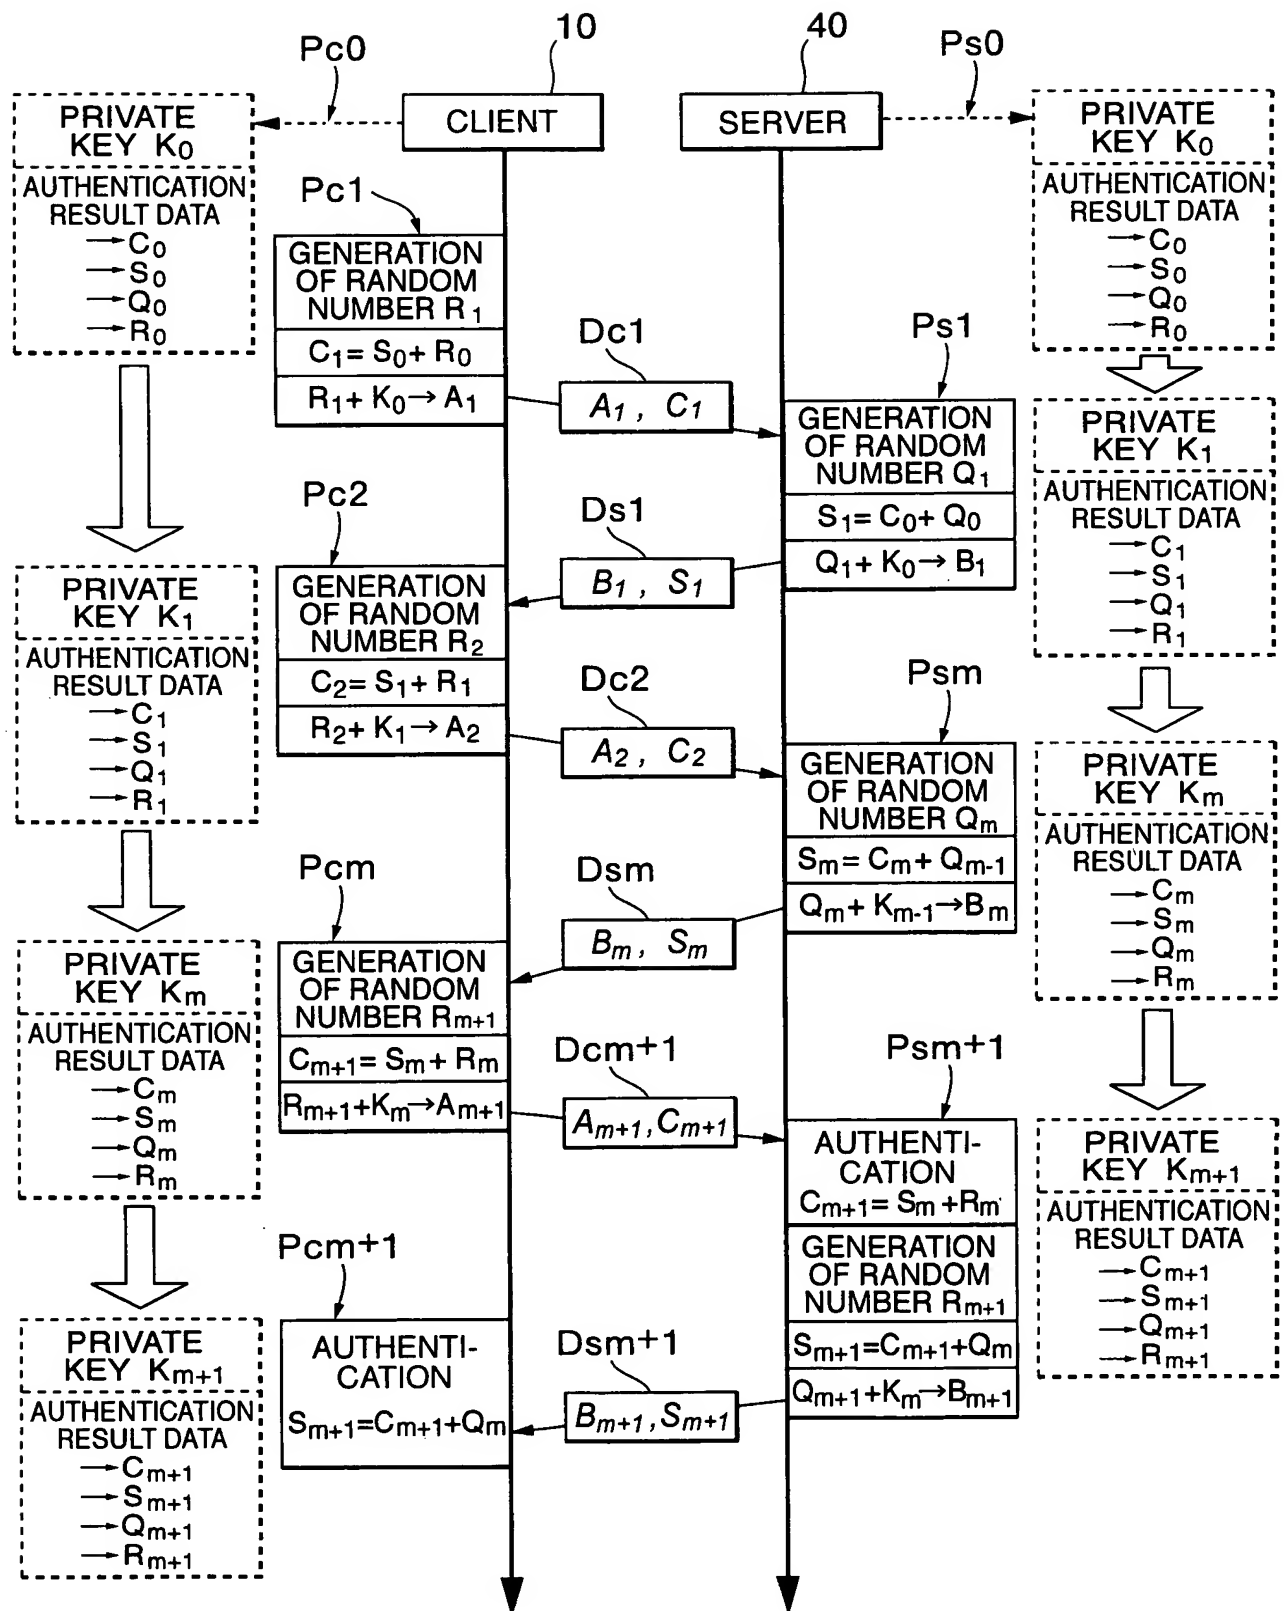 10
40
Pc0
Ps0
CLIENT
SERVER
PRIVATE
KEY K0
AUTHENTICATION
RESULT DATA
→C0
→S0
→Q0
→R0
PRIVATE
KEY K0
AUTHENTICATION
RESULT DATA
→C0
→S0
→Q0
→R0
Pc1
GENERATION
OF RANDOM
NUMBER R1
C1= S0+ R0
R1+ K0→A1
Dc1
A1, C1
Ps1
GENERATION
OF RANDOM
NUMBER Q1
S1= C0+ Q0
Q1+ K0→B1
PRIVATE
KEY K1
AUTHENTICATION
RESULT DATA
→C1
→S1
→Q1
→R1
Ds1
B1, S1
Pc2
GENERATION
OF RANDOM
NUMBER R2
C2= S1+ R1
R2+ K1→A2
PRIVATE
KEY K1
AUTHENTICATION
RESULT DATA
→C1
→S1
→Q1
→R1
Dc2
A2, C2
Psm
GENERATION
OF RANDOM
NUMBER Qm
Sm= Cm+ Qm-1
Qm+ Km-1→Bm
PRIVATE
KEY Km
AUTHENTICATION
RESULT DATA
→Cm
→Sm
→Qm
→Rm
Dsm
Bm, Sm
Pcm
GENERATION
OF RANDOM
NUMBER Rm+1
Cm+1= Sm+ Rm
Rm+1+Km→Am+1
PRIVATE
KEY Km
AUTHENTICATION
RESULT DATA
→Cm
→Sm
→Qm
→Rm
Dcm+1
Am+1, Cm+1
Psm+1
AUTHENTI-
CATION
Cm+1= Sm+Rm
GENERATION
OF RANDOM
NUMBER Rm+1
Sm+1=Cm+1+Qm
Qm+1+Km→Bm+1
PRIVATE
KEY Km+1
AUTHENTICATION
RESULT DATA
→Cm+1
→Sm+1
→Qm+1
→Rm+1
Dsm+1
Bm+1, Sm+1
Pcm+1
AUTHENTI-
CATION
Sm+1=Cm+1+Qm
PRIVATE
KEY Km+1
AUTHENTICATION
RESULT DATA
→Cm+1
→Sm+1
→Qm+1
→Rm+1